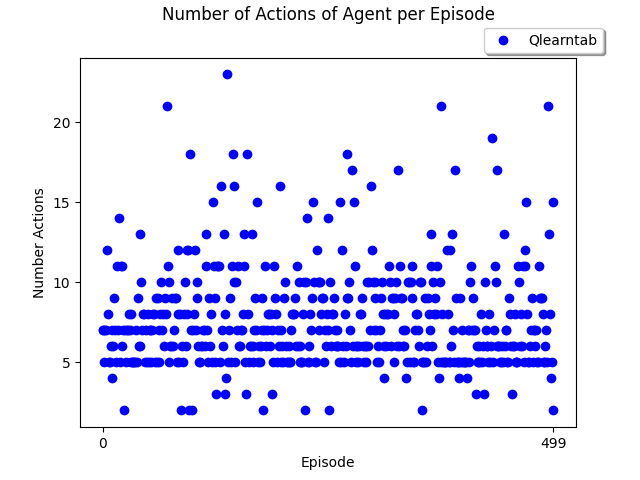 Number of Actions of Agent per Episode
Qlearntab
20
15
10
5
Number Actions
0 499
Episode